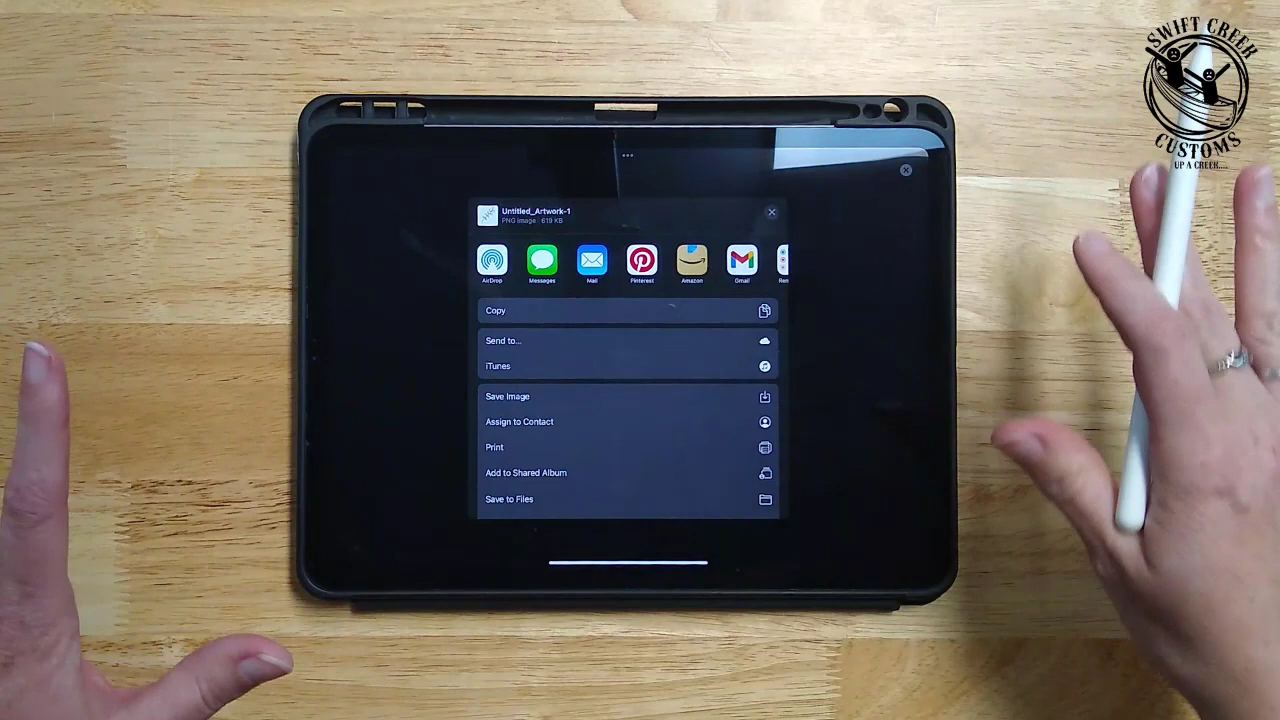 SWIFT CREEK
CUSTOMS
UP A CREEK....
Untitled_Artwork-1
PNG Image · 619 KB
AirDrop
Messages
Mail
Pinterest
Amazon
Gmail
Copy
Send to...
iTunes
Save Image
Assign to Contact
Print
Add to Shared Album
Save to Files